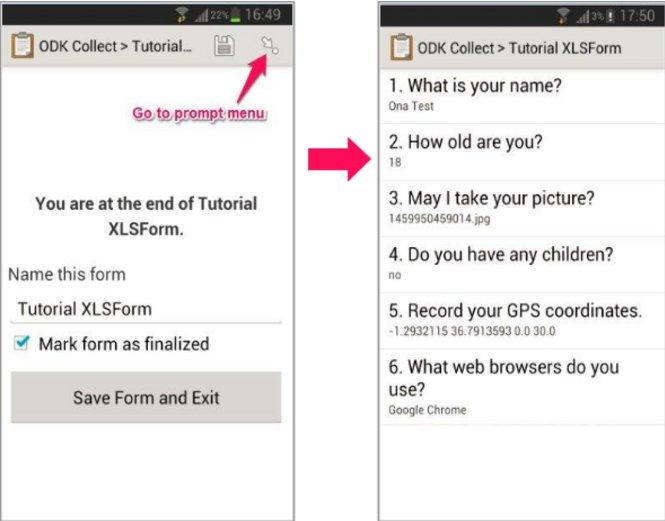 22% 16:49
ODK Collect > Tutorial...
Go to prompt menu
You are at the end of Tutorial
XLSForm.
Name this form
Tutorial XLSForm
Mark form as finalized
Save Form and Exit
3% 17:50
ODK Collect > Tutorial XLSForm
1. What is your name?
Ona Test
2. How old are you?
18
3. May I take your picture?
1459950459014.jpg
4. Do you have any children?
no
5. Record your GPS coordinates.
-1.2932115 36.7913593 0.0 30.0
6. What web browsers do you
use?
Google Chrome